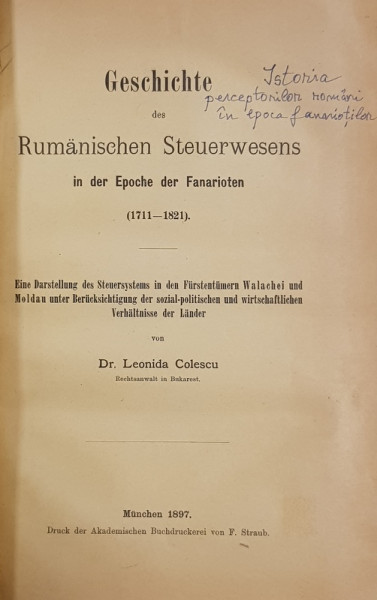 Geschichte
Istoria
perceptorilor români
în epoca fanarioților
des
Rumänischen Steuerwesens
in der Epoche der Fanarioten
(1711—1821).
Eine Darstellung des Steuersystems in den Fürstentümern Walachei und
Moldau unter Berücksichtigung der sozial-politischen und wirtschaftlichen
Verhältnisse der Länder
von
Dr. Leonida Colescu
Rechtsanwalt in Bukarest.
München 1897.
Druck der Akademischen Buchdruckerei von F. Straub.